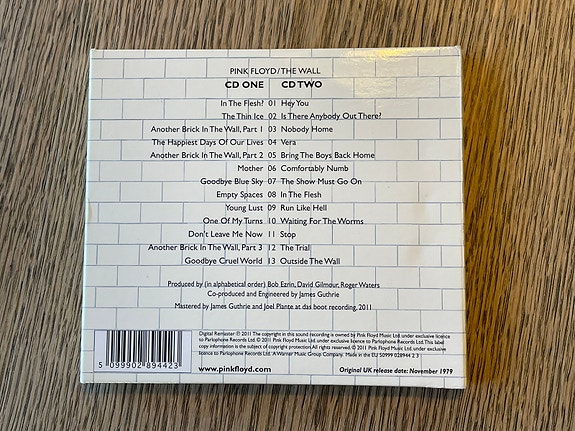 PINK FLOYD/THE WALL
CD ONE CD TWO
In The Flesh? 01 Hey You
The Thin Ice 02 Is There Anybody Out There?
Another Brick In The Wall, Part 1 03 Nobody Home
The Happiest Days Of Our Lives 04 Vera
Another Brick In The Wall, Part 2 05 Bring The Boys Back Home
Mother 06 Comfortably Numb
Goodbye Blue Sky 07 The Show Must Go On
Empty Spaces 08 In The Flesh
Young Lust 09 Run Like Hell
One Of My Turns 10 Waiting For The Worms
Don't Leave Me Now 11 Stop
Another Brick In The Wall, Part 3 12 The Trial
Goodbye Cruel World 13 Outside The Wall
Produced by (in alphabetical order) Bob Ezrin, David Gilmour, Roger Waters
Co-produced and Engineered by James Guthrie
Mastered by James Guthrie and Joel Plante at das boot recording, 2011
Digital Remaster ℗ 2011 The copyright in this sound recording is owned by Pink Floyd Music Ltd. under exclusive licence
to Parlophone Records Ltd. © 2011 Pink Floyd Music Ltd. under exclusive licence to Parlophone Records Ltd. This label
copy information is the subject of copyright protection. All rights reserved. © 2011 Pink Floyd Music Ltd. under exclusive
licence to Parlophone Records Ltd. A Warner Music Group Company. Made in the EU 50999 028944 2 3
5 099902 894423
www.pinkfloyd.com
Original UK release date: November 1979